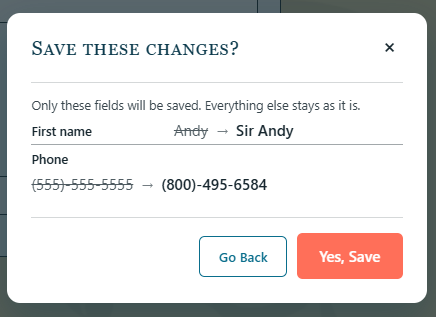 Save these changes?
×
Only these fields will be saved. Everything else stays as it is.
First name Andy → Sir Andy
Phone
(555)-555-5555 → (800)-495-6584
Go Back Yes, Save